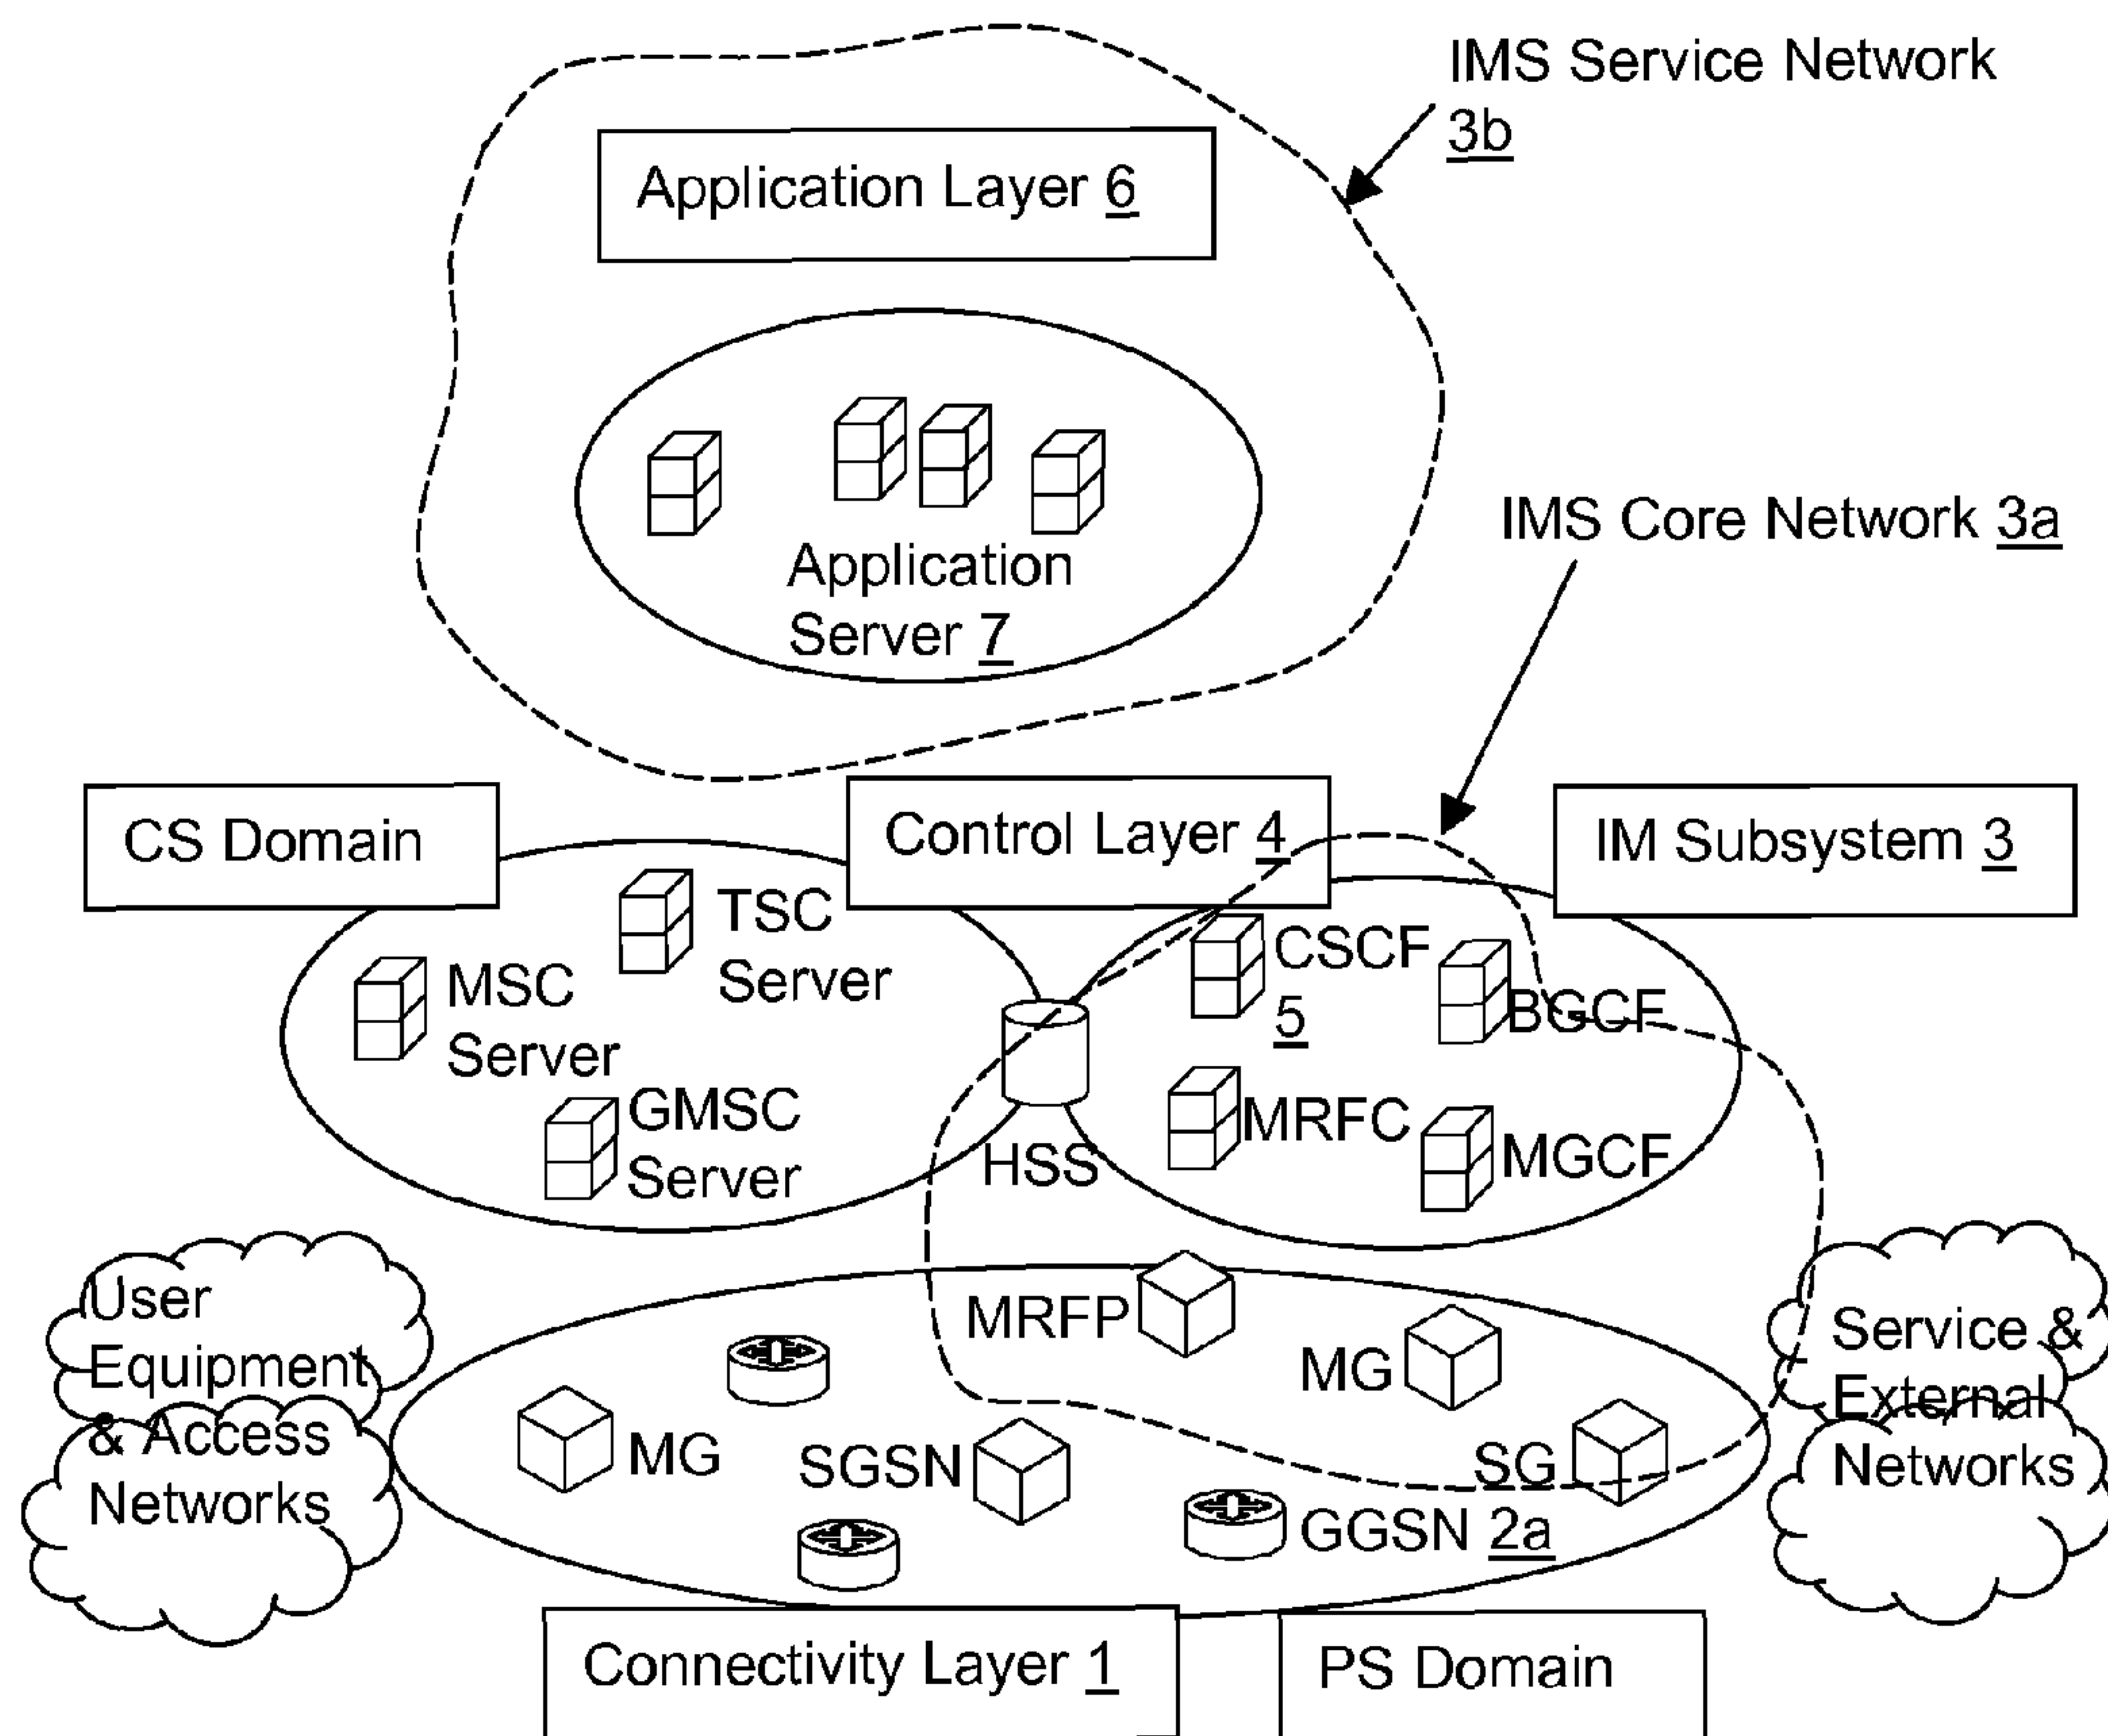 IMS Service Network
3b
Application Layer 6
Application
Server 7
IMS Core Network 3a
CS Domain
Control Layer 4
IM Subsystem 3
TSC
Server
MSC
Server
GMSC
Server
HSS
CSCF
5
BGCF
MRFC
MGCF
User
Equipment
& Access
Networks
MRFP
MG
MG
SGSN
SG
GGSN 2a
Service &
External
Networks
Connectivity Layer 1
PS Domain